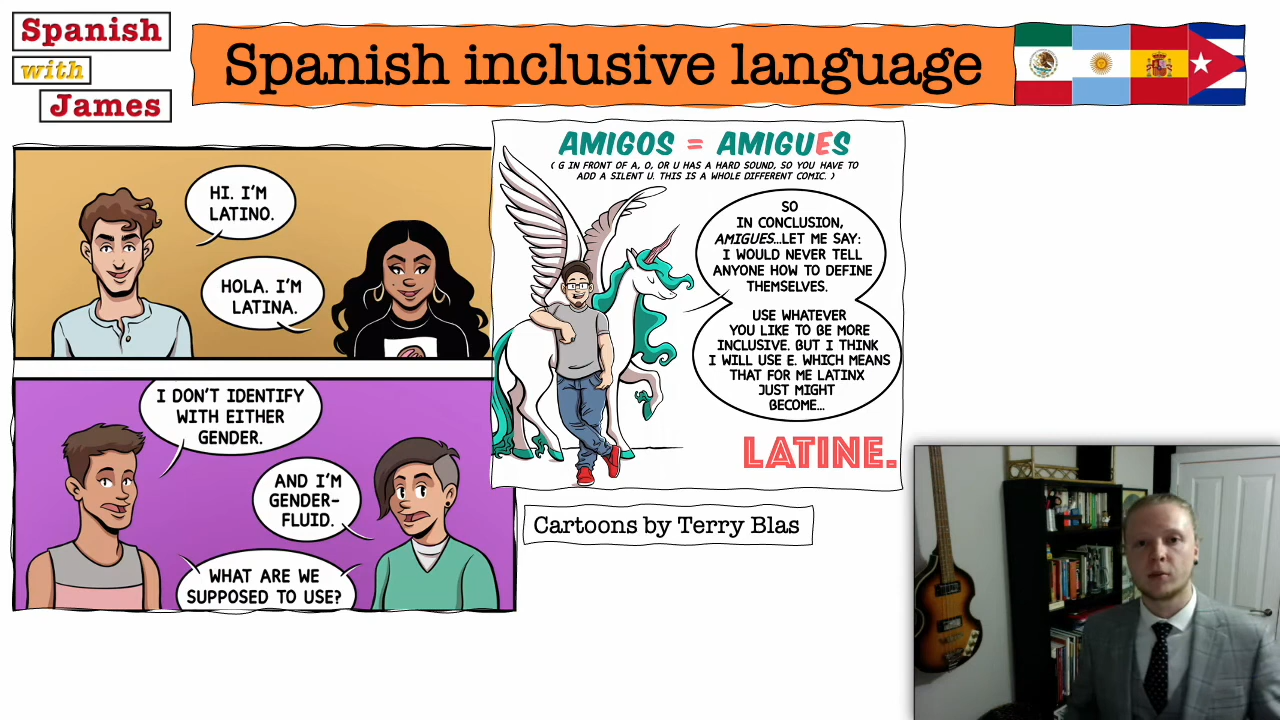 Spanish
with
James
Spanish inclusive language
HI. I'M
LATINO.
HOLA. I'M
LATINA.
I DON'T IDENTIFY
WITH EITHER
GENDER.
AND I'M
GENDER-
FLUID.
WHAT ARE WE
SUPPOSED TO USE?
AMIGOS = AMIGUES
( G IN FRONT OF A, O, OR U HAS A HARD SOUND, SO YOU HAVE TO
ADD A SILENT U. THIS IS A WHOLE DIFFERENT COMIC. )
SO
IN CONCLUSION,
AMIGUES...LET ME SAY:
I WOULD NEVER TELL
ANYONE HOW TO DEFINE
THEMSELVES.
USE WHATEVER
YOU LIKE TO BE MORE
INCLUSIVE. BUT I THINK
I WILL USE E. WHICH MEANS
THAT FOR ME LATINX
JUST MIGHT
BECOME...
LATINE.
Cartoons by Terry Blas